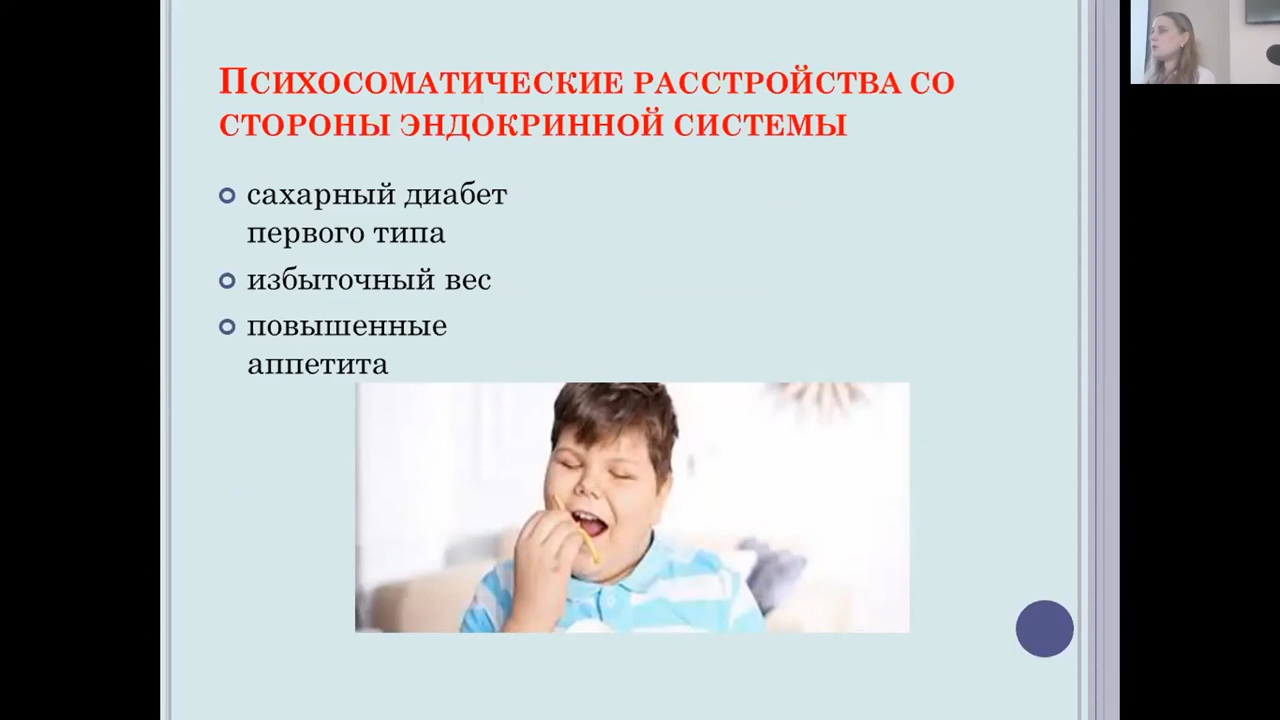 Психосоматические расстройства со
стороны эндокринной системы
сахарный диабет
первого типа
избыточный вес
повышенные
аппетита